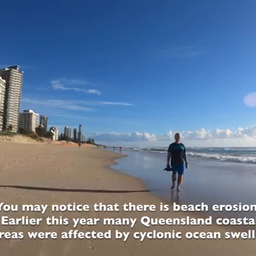 You may notice that there is beach erosion
Earlier this year many Queensland coasta
reas were affected by cyclonic ocean swell